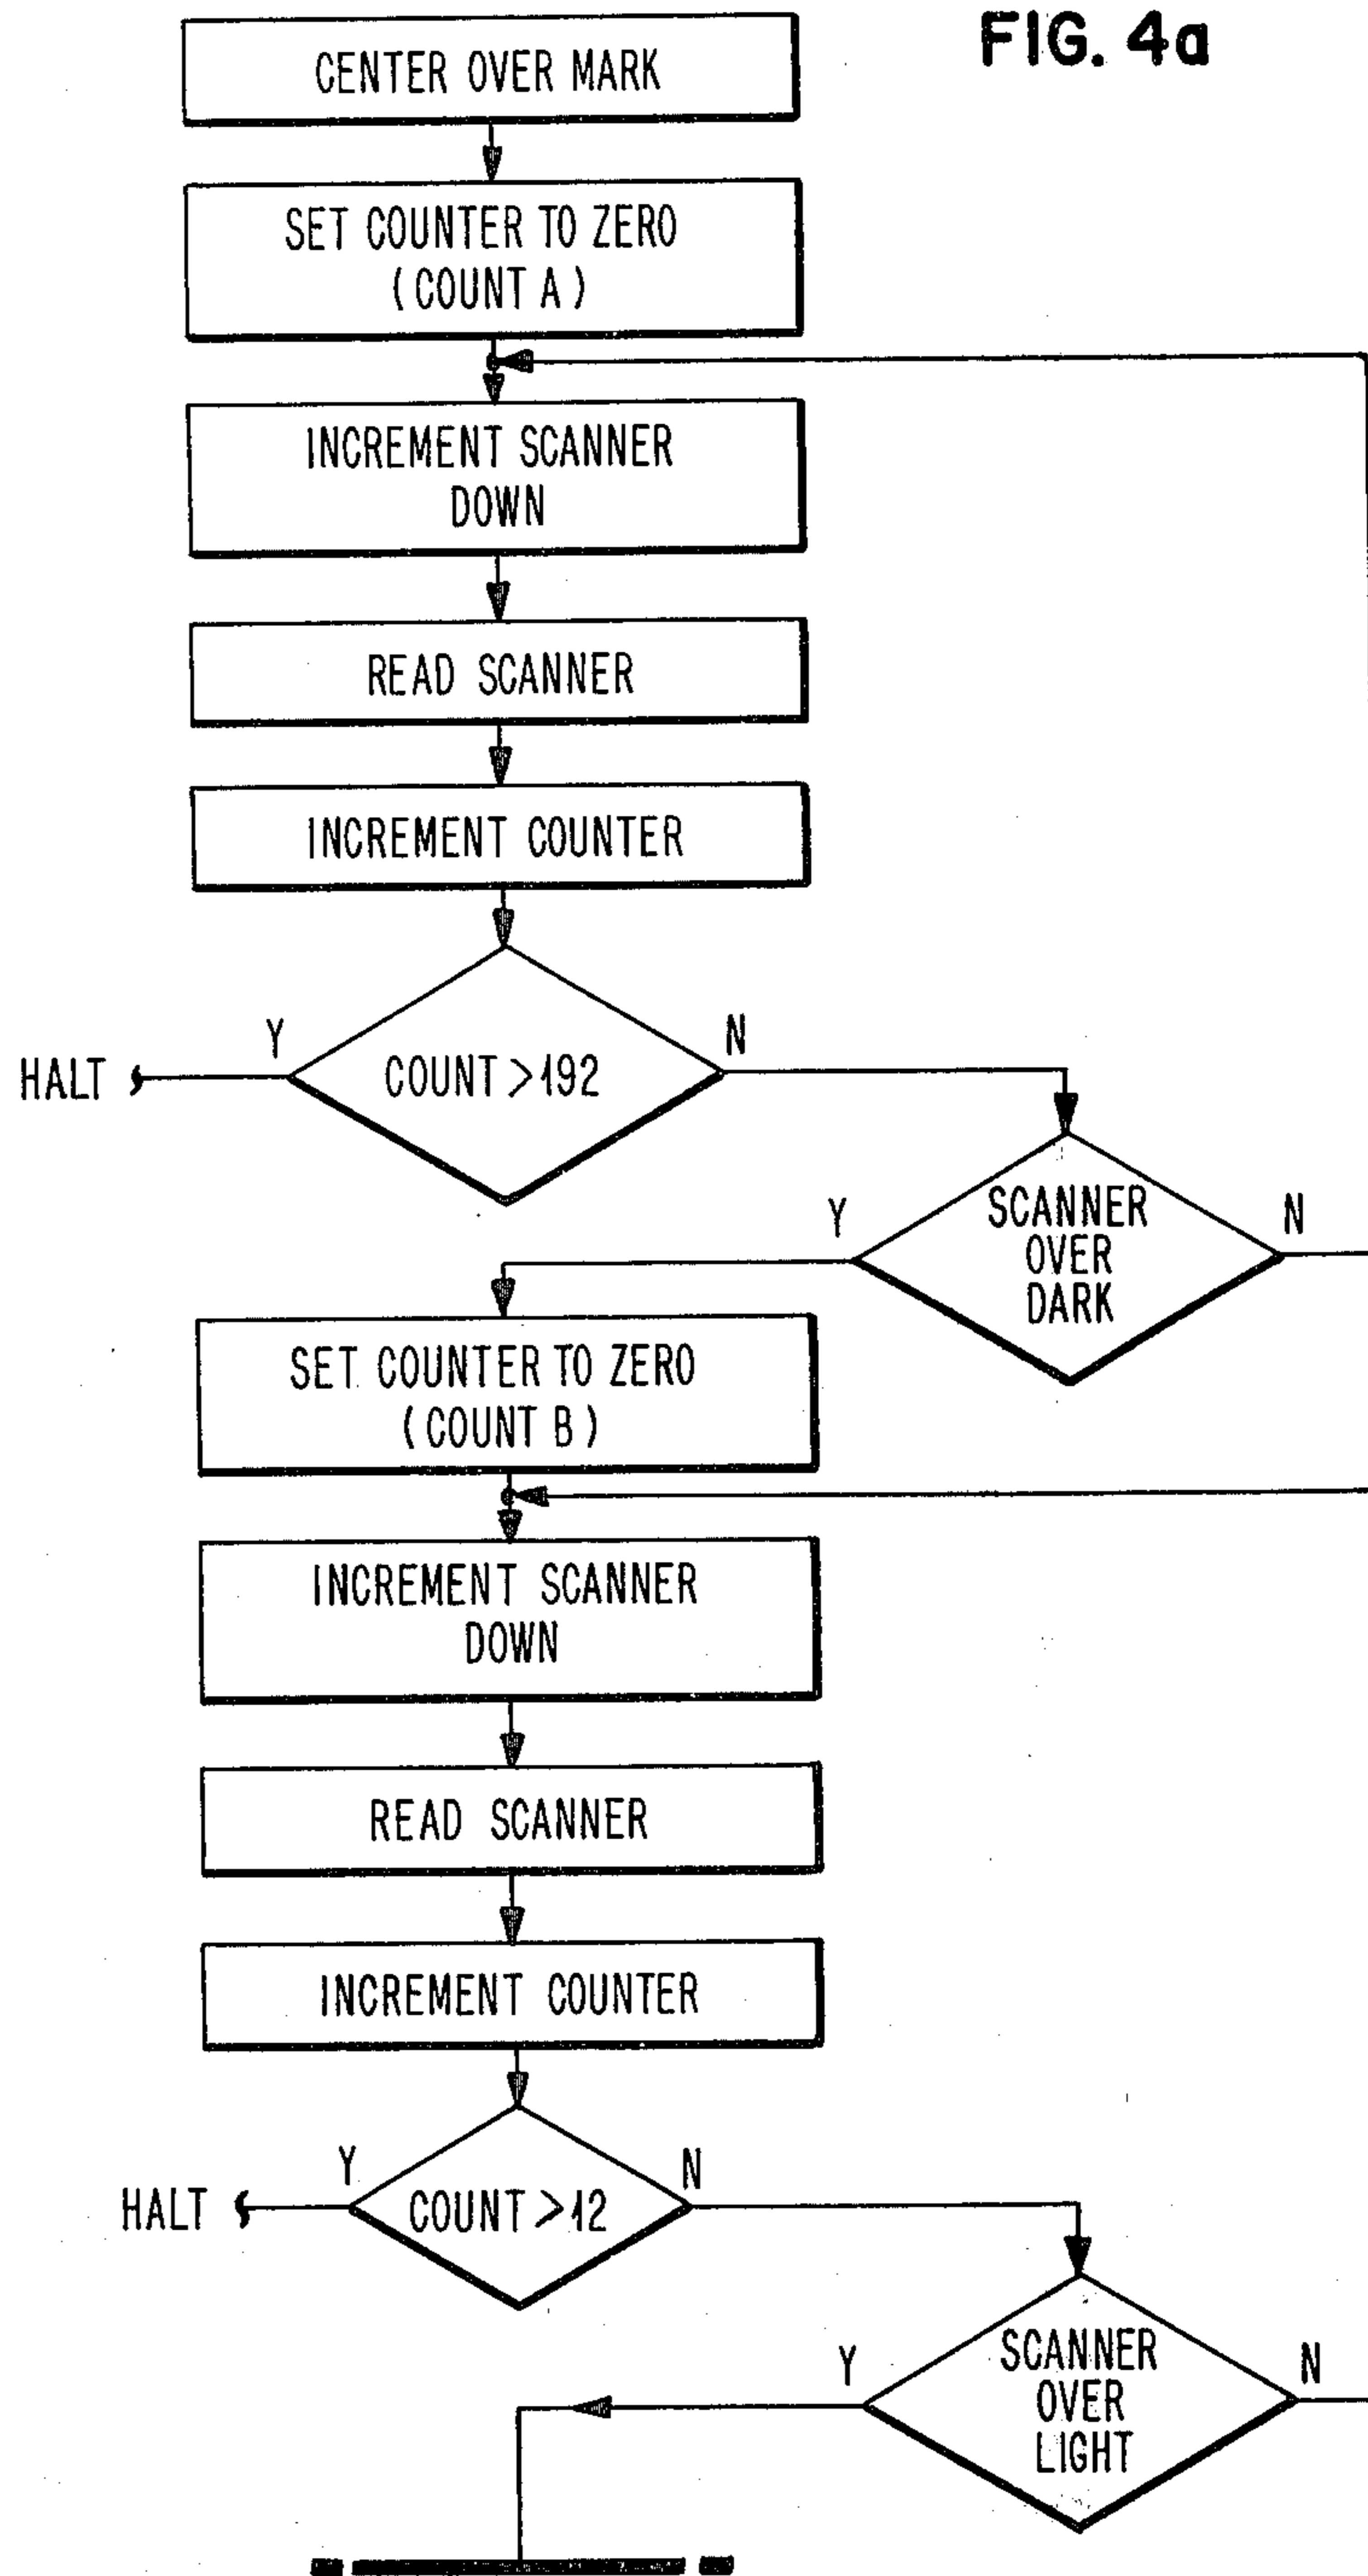 FIG. 4a
CENTER OVER MARK
SET COUNTER TO ZERO
(COUNT A)
INCREMENT SCANNER
DOWN
READ SCANNER
INCREMENT COUNTER
Y
N
HALT
COUNT >192
Y
SCANNER
OVER
DARK
N
SET COUNTER TO ZERO
(COUNT B)
INCREMENT SCANNER
DOWN
READ SCANNER
INCREMENT COUNTER
Y
N
HALT
COUNT >12
Y
SCANNER
OVER
LIGHT
N